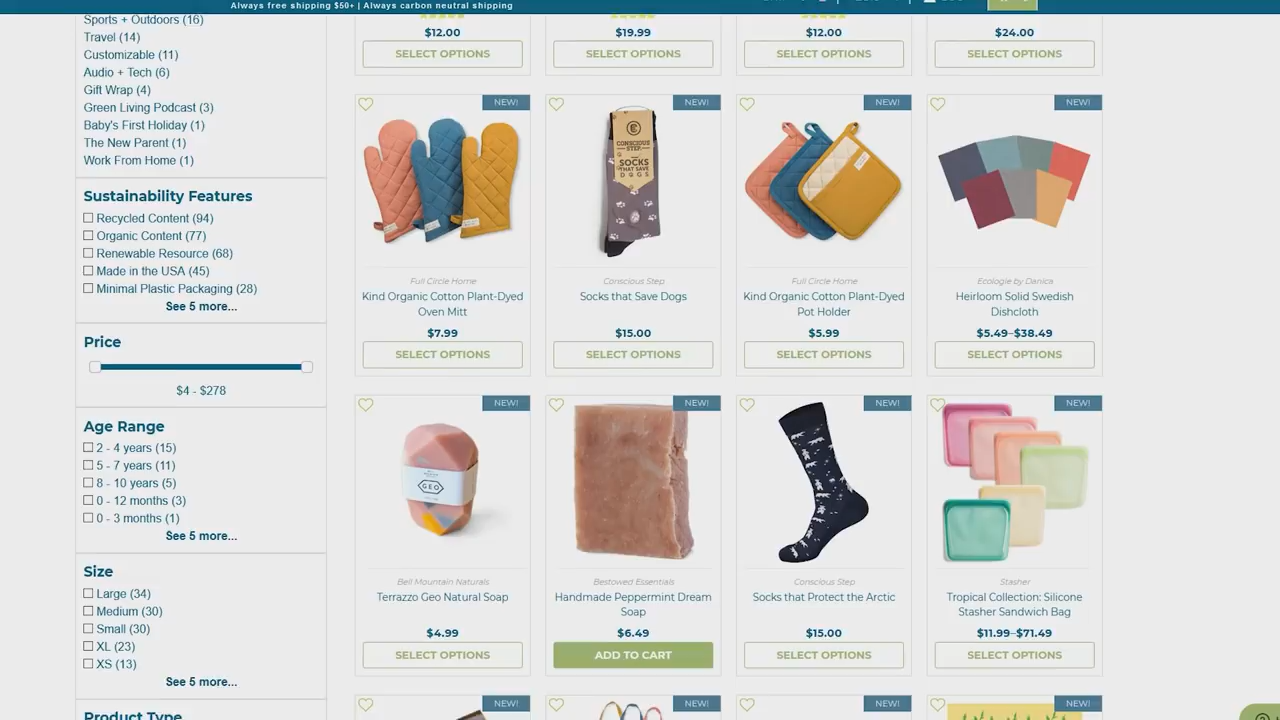 Always free shipping $50+ | Always carbon neutral shipping
Sports + Outdoors (16)
Travel (14)
Customizable (11)
Audio + Tech (6)
Gift Wrap (4)
Green Living Podcast (3)
Baby's First Holiday (1)
The New Parent (1)
Work From Home (1)
Sustainability Features
Recycled Content (94)
Organic Content (77)
Renewable Resource (68)
Made in the USA (45)
Minimal Plastic Packaging (28)
See 5 more...
Price
$4 - $278
Age Range
2 - 4 years (15)
5 - 7 years (11)
8 - 10 years (5)
0 - 12 months (3)
0 - 3 months (1)
See 5 more...
Size
Large (34)
Medium (30)
Small (30)
XL (23)
XS (13)
See 5 more...
Product Type
$12.00
SELECT OPTIONS
$19.99
SELECT OPTIONS
$12.00
SELECT OPTIONS
$24.00
SELECT OPTIONS
NEW!
Full Circle Home
Kind Organic Cotton Plant-Dyed
Oven Mitt
$7.99
SELECT OPTIONS
NEW!
CONSCIOUS
STEP
SOCKS
THAT SAVE
DOGS
Conscious Step
Socks that Save Dogs
$15.00
SELECT OPTIONS
NEW!
Full Circle Home
Kind Organic Cotton Plant-Dyed
Pot Holder
$5.99
SELECT OPTIONS
NEW!
Ecologie by Danica
Heirloom Solid Swedish
Dishcloth
$5.49–$38.49
SELECT OPTIONS
NEW!
GEO
Bell Mountain Naturals
Terrazzo Geo Natural Soap
$4.99
SELECT OPTIONS
NEW!
Bestowed Essentials
Handmade Peppermint Dream
Soap
$6.49
ADD TO CART
NEW!
Conscious Step
Socks that Protect the Arctic
$15.00
SELECT OPTIONS
NEW!
Stasher
Tropical Collection: Silicone
Stasher Sandwich Bag
$11.99–$71.49
SELECT OPTIONS
NEW!
NEW!
NEW!
NEW!